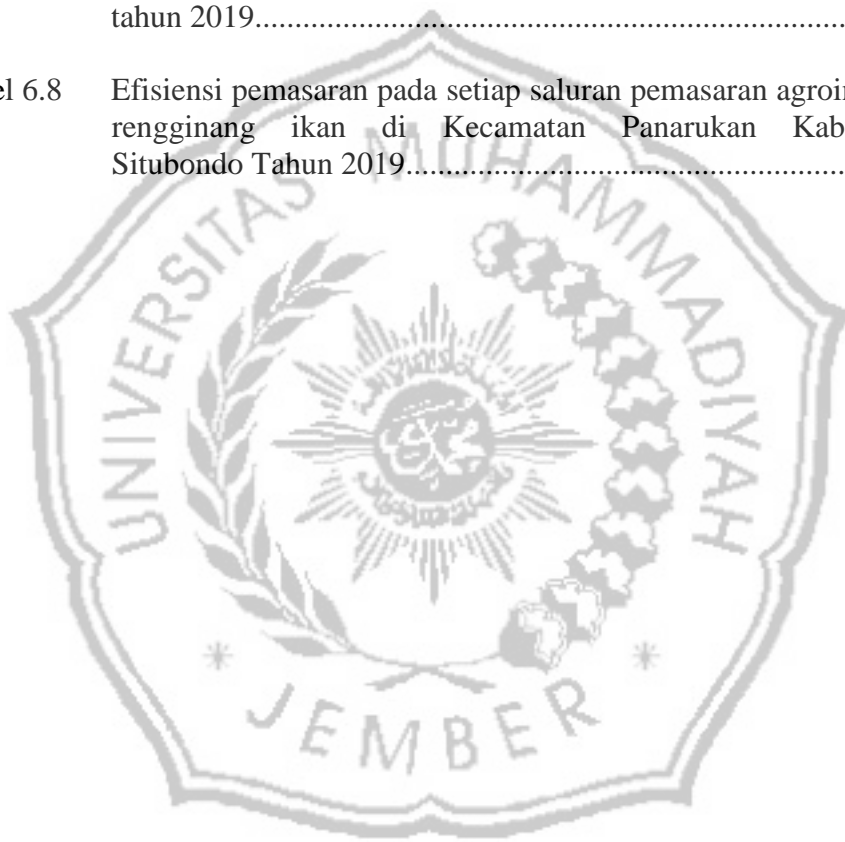 tahun 2019.......................................................................................
el 6.8 Efisiensi pemasaran pada setiap saluran pemasaran agroin
rengginang ikan di Kecamatan Panarukan Kab
Situbondo Tahun 2019................................................................
UNIVERSITAS MUHAMMADIYAH
* JEMBER *